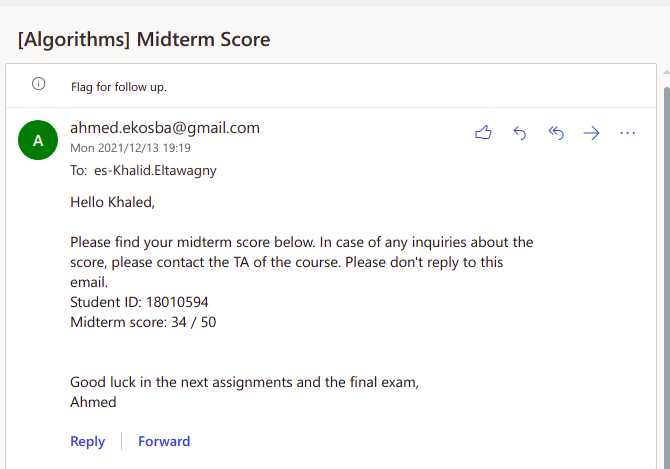 [Algorithms] Midterm Score
Flag for follow up.
A
ahmed.ekosba@gmail.com
Mon 2021/12/13 19:19
To: es-Khalid.Eltawagny
Hello Khaled,
Please find your midterm score below. In case of any inquiries about the
score, please contact the TA of the course. Please don't reply to this
email.
Student ID: 18010594
Midterm score: 34 / 50
Good luck in the next assignments and the final exam,
Ahmed
Reply Forward